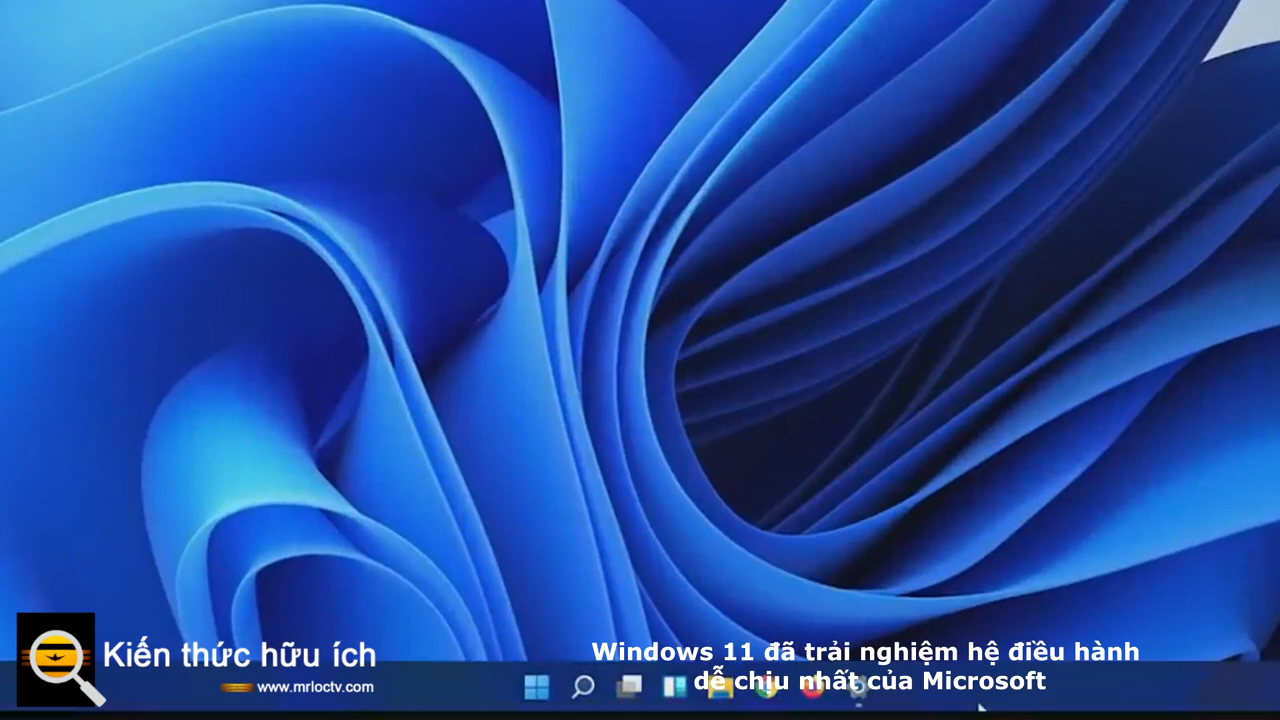 Kiến thức hữu ích
www.mrloctv.com
Windows 11 đã trải nghiệm hệ điều hành
dễ chịu nhất của Microsoft